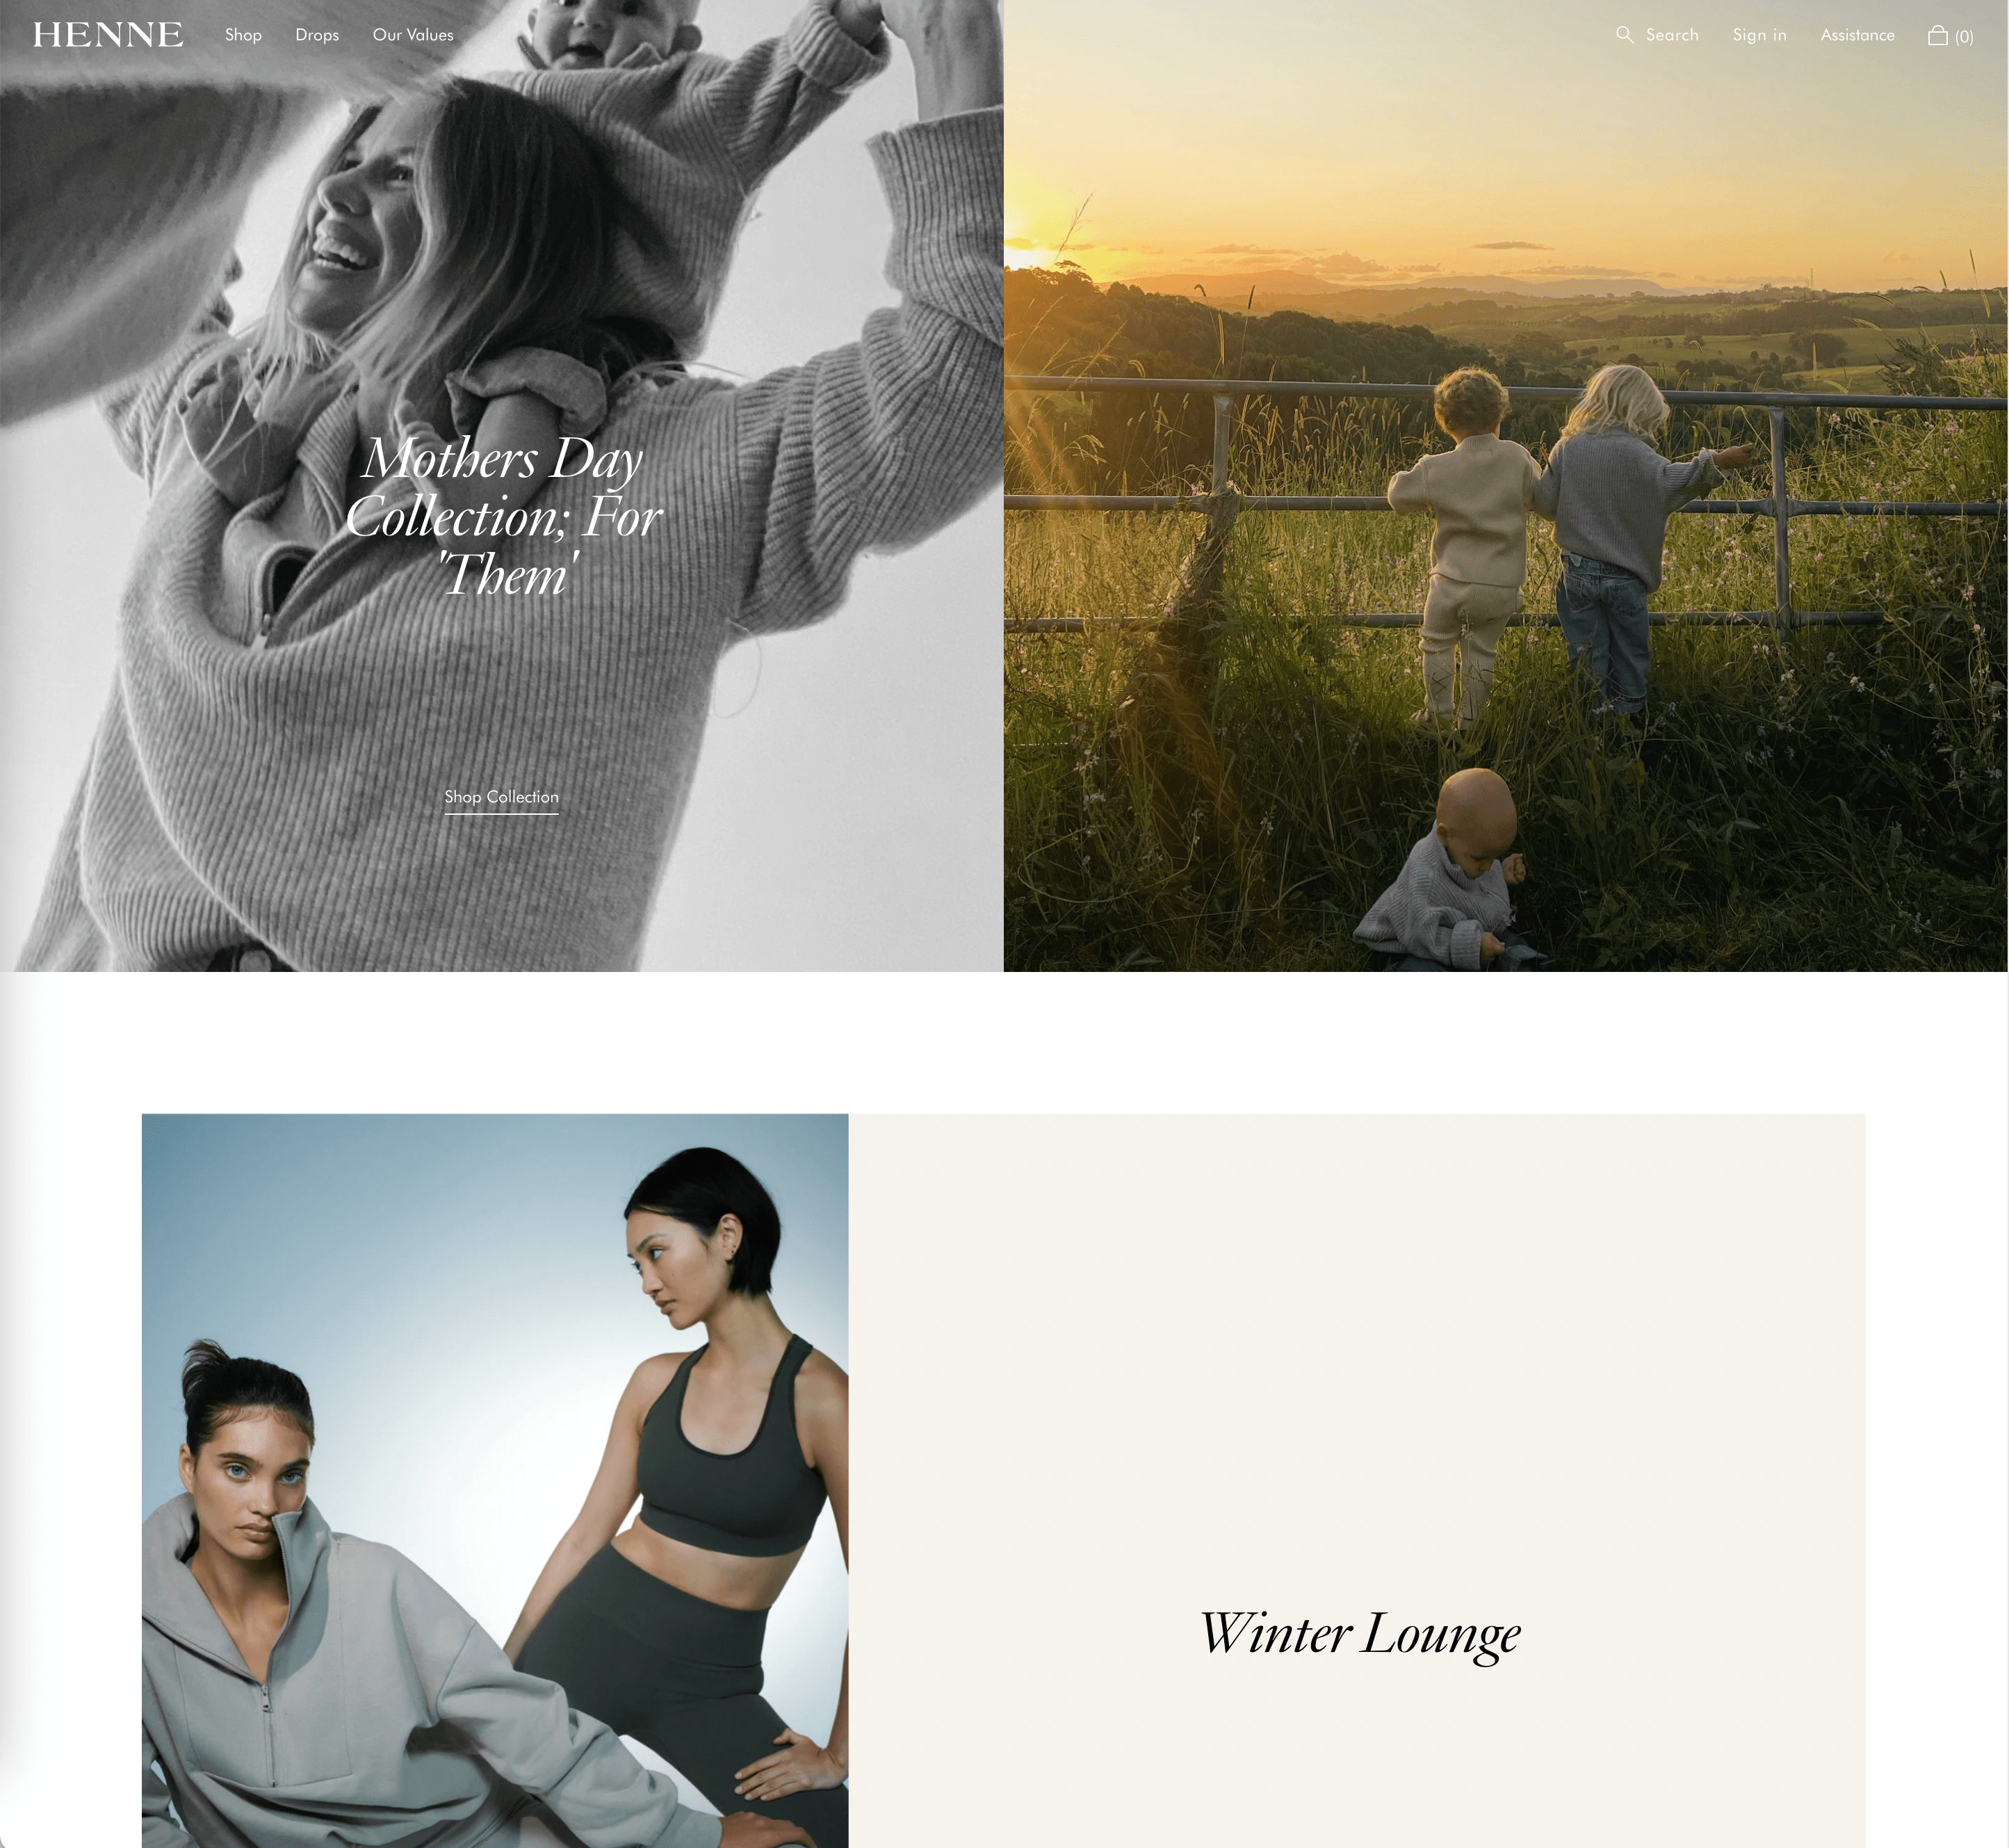 HENNE
Shop
Drops
Our Values
Search
Sign in
Assistance
(0)
Mothers Day
Collection; For
'Them'
Shop Collection
Winter Lounge